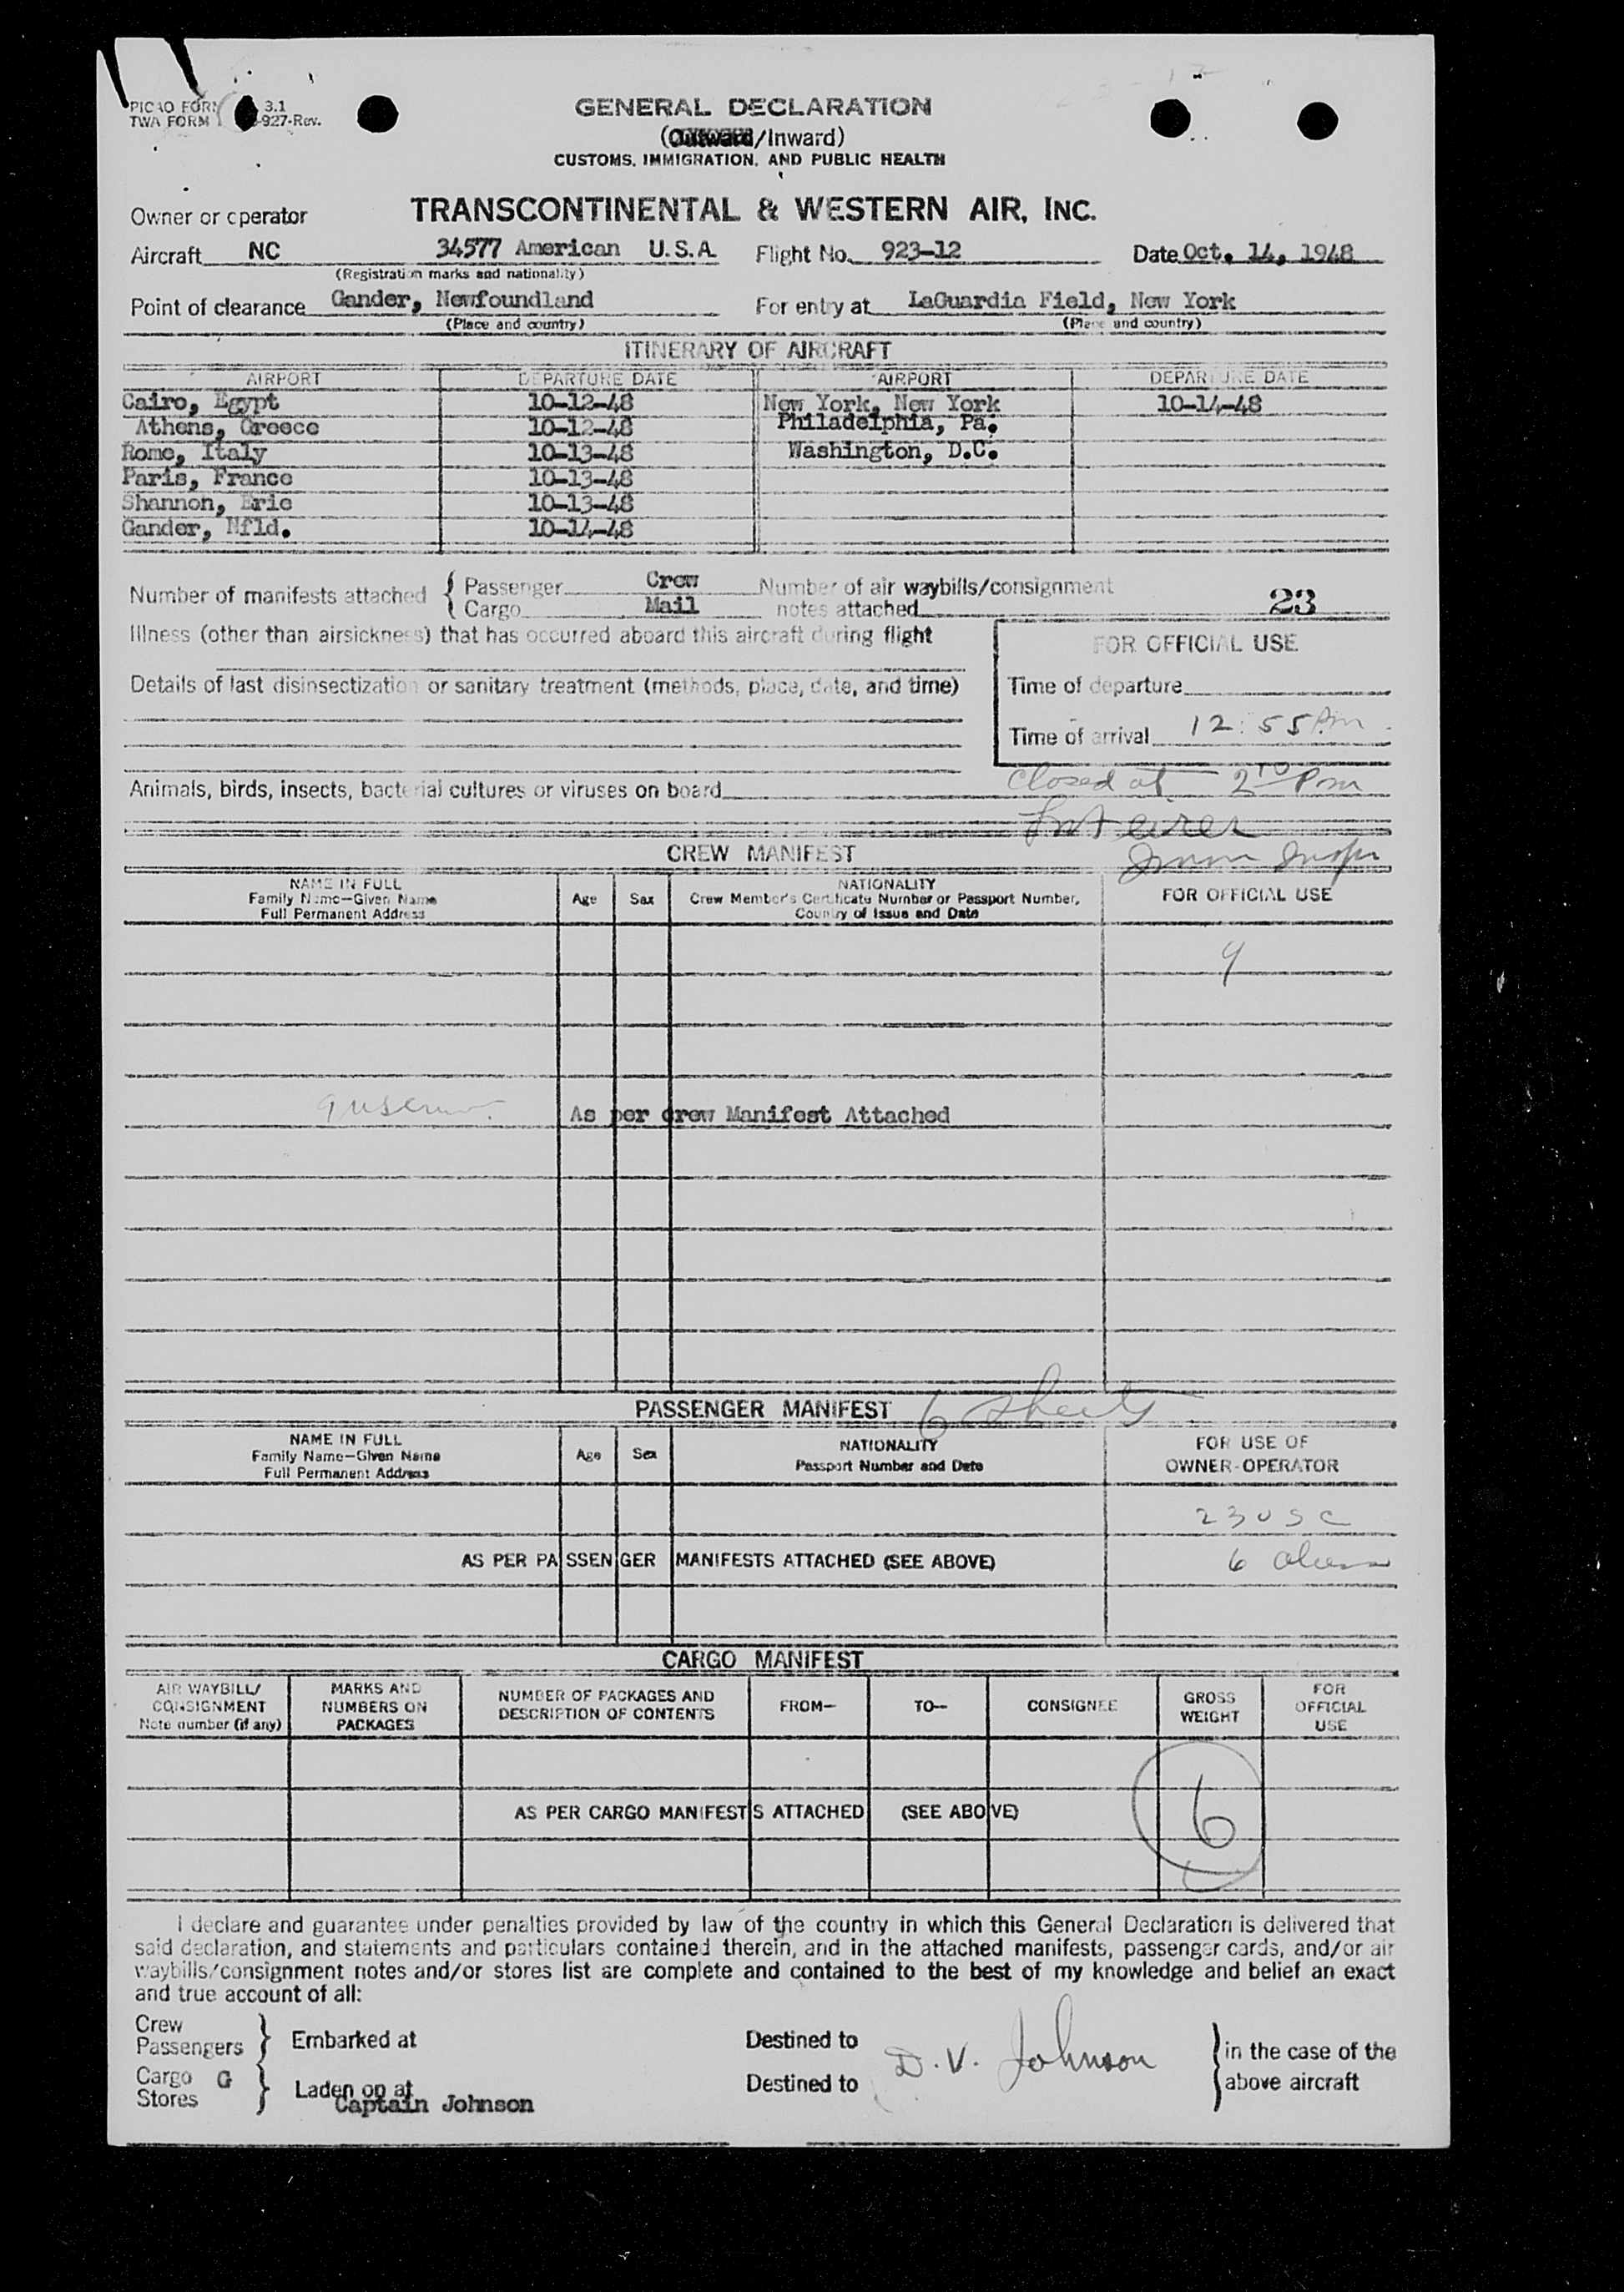 PICAO FORM 3.1
TWA FORM -927-Rev.
GENERAL DECLARATION
(Outward/Inward)
CUSTOMS, IMMIGRATION, AND PUBLIC HEALTH
Owner or operator TRANSCONTINENTAL & WESTERN AIR, INC.
Aircraft NC 34577 American U.S.A. Flight No. 923-12 Date Oct. 14, 1948
(Registration marks and nationality)
Point of clearance Gander, Newfoundland For entry at LaGuardia Field, New York
(Place and country) (Place and country)
ITINERARY OF AIRCRAFT
AIRPORT DEPARTURE DATE AIRPORT DEPARTURE DATE
Cairo, Egypt 10-12-48 New York, New York 10-14-48
Athens, Greece 10-12-48 Philadelphia, Pa.
Rome, Italy 10-13-48 Washington, D.C.
Paris, France 10-13-48
Shannon, Eric 10-13-48
Gander, Nfld. 10-14-48
Number of manifests attached { Passenger Crew Number of air waybills/consignment
Cargo Mail notes attached 23
Illness (other than airsickness) that has occurred aboard this aircraft during flight
FOR OFFICIAL USE
Details of last disinsectization or sanitary treatment (methods, place, date, and time)
Time of departure
Time of arrival 12:55 Pm
Closed at 2 10 Pm
Animals, birds, insects, bacterial cultures or viruses on board
CREW MANIFEST
NAME IN FULL
Family Name—Given Name
Full Permanent Address
Age Sex
NATIONALITY
Crew Member's Certificate Number or Passport Number,
Country of Issue and Date
FOR OFFICIAL USE
9
As per crew Manifest Attached
PASSENGER MANIFEST 6 sheets
NAME IN FULL
Family Name—Given Name
Full Permanent Address
Age Sex
NATIONALITY
Passport Number and Date
FOR USE OF
OWNER-OPERATOR
23 USC
AS PER PASSENGER MANIFESTS ATTACHED (SEE ABOVE) 6 aliens
CARGO MANIFEST
AIR WAYBILL/
CONSIGNMENT
Note number (if any)
MARKS AND
NUMBERS ON
PACKAGES
NUMBER OF PACKAGES AND
DESCRIPTION OF CONTENTS
FROM— TO— CONSIGNEE
GROSS
WEIGHT
FOR
OFFICIAL
USE
AS PER CARGO MANIFESTS ATTACHED (SEE ABOVE) 6
I declare and guarantee under penalties provided by law of the country in which this General Declaration is delivered that
said declaration, and statements and particulars contained therein, and in the attached manifests, passenger cards, and/or air
waybills/consignment notes and/or stores list are complete and contained to the best of my knowledge and belief an exact
and true account of all:
Crew
Passengers } Embarked at Destined to
Cargo G
Stores } Laden on at Destined to
D. V. Johnson
} in the case of the
above aircraft
Captain Johnson